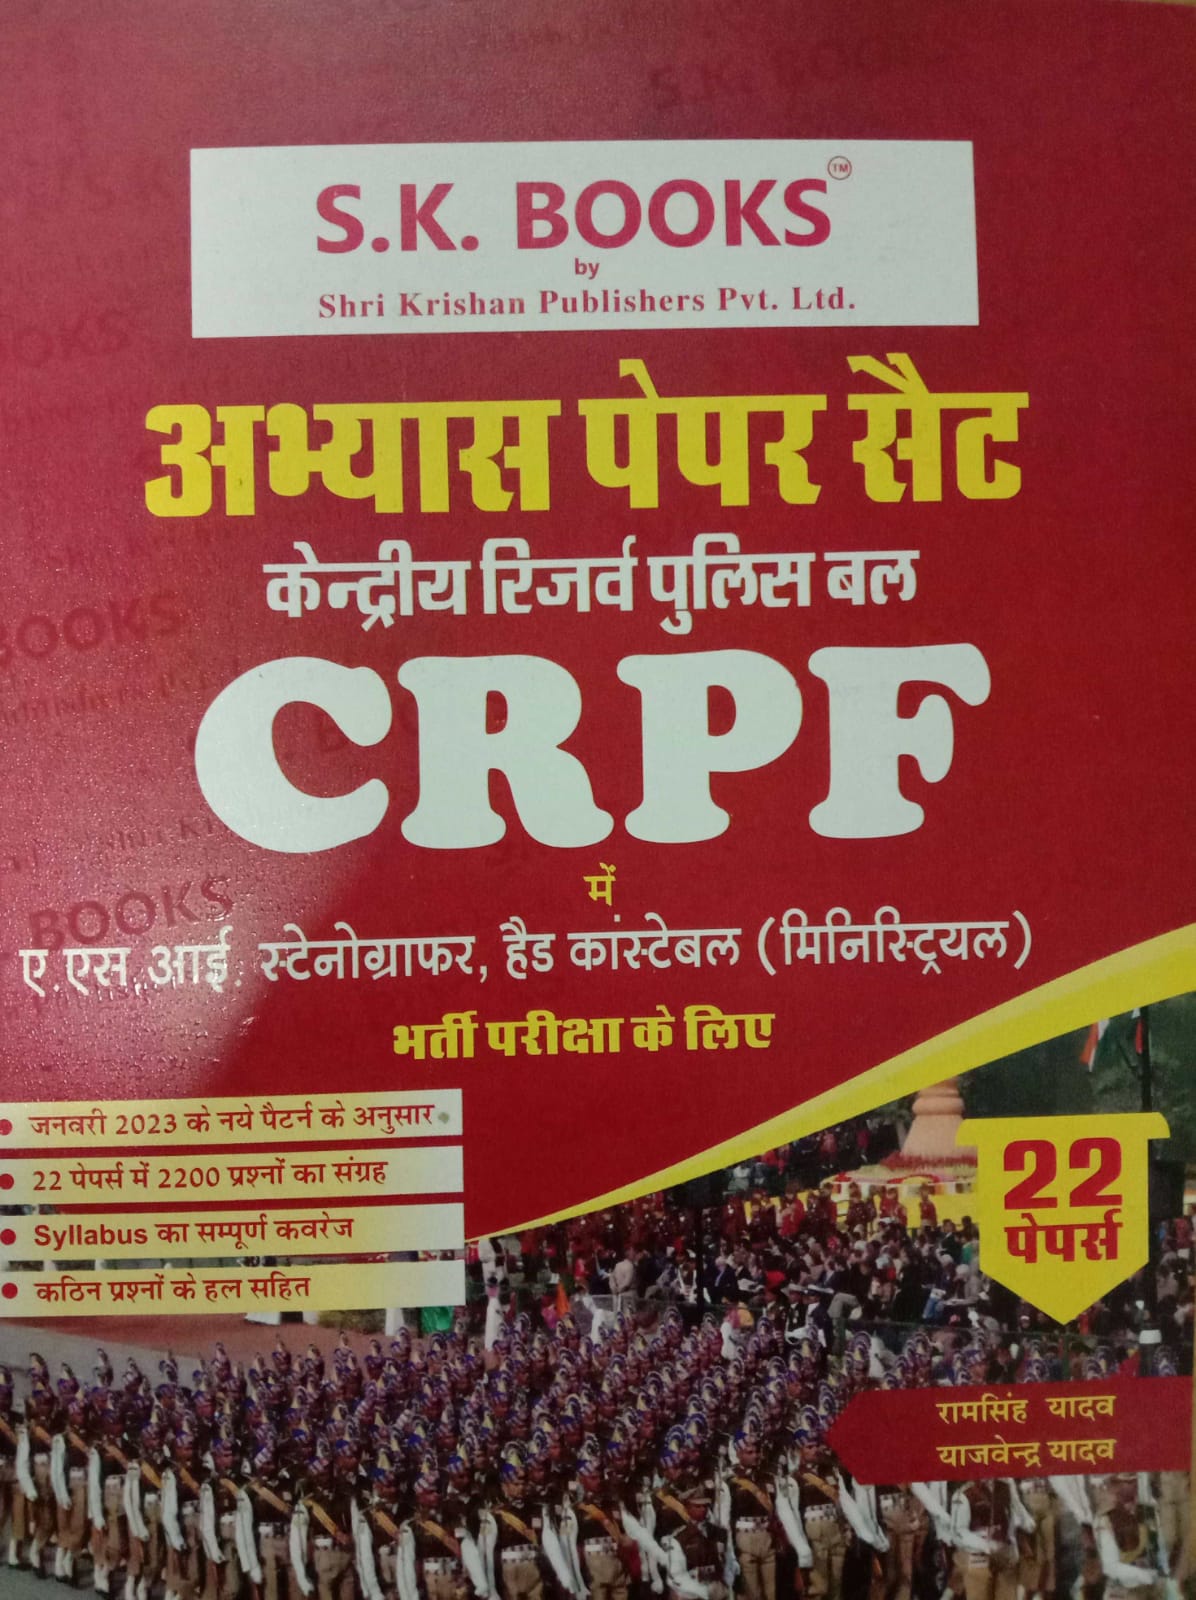 S.K. BOOKS™
by
Shri Krishan Publishers Pvt. Ltd.
अभ्यास पेपर सैट
केन्द्रीय रिजर्व पुलिस बल
CRPF
में
ए.एस.आई. स्टेनोग्राफर, हैड कांस्टेबल (मिनिस्ट्रियल)
भर्ती परीक्षा के लिए
• जनवरी 2023 के नये पैटर्न के अनुसार
• 22 पेपर्स में 2200 प्रश्नों का संग्रह
• Syllabus का सम्पूर्ण कवरेज
• कठिन प्रश्नों के हल सहित
22
पेपर्स
रामसिंह यादव
याजवेन्द्र यादव